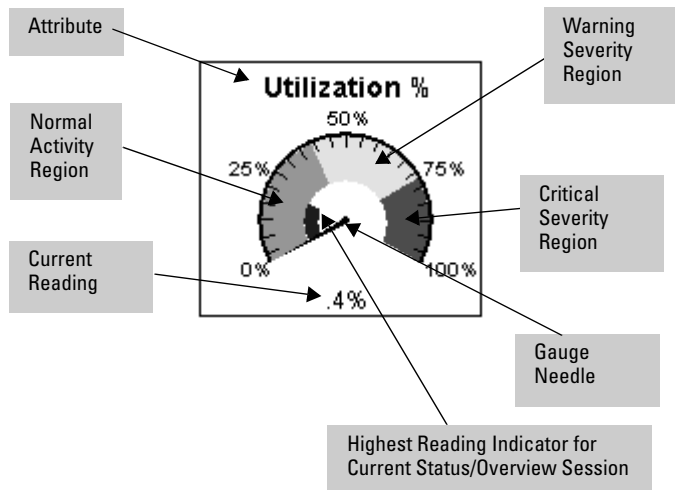 Attribute
Warning
Severity
Region
Utilization %
Normal
Activity
Region
50%
25%
75%
Critical
Severity
Region
Current
Reading
0%
100%
.4%
Gauge
Needle
Highest Reading Indicator for
Current Status/Overview Session